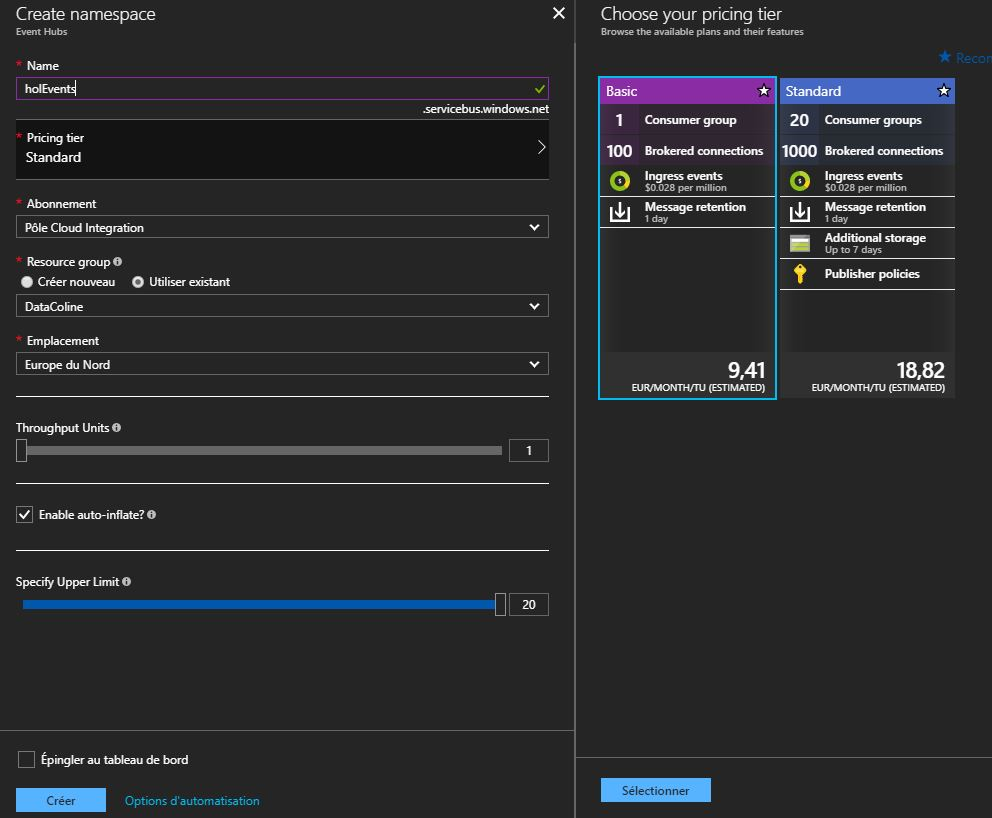 Create namespace
Event Hubs
* Name
holEvents
.servicebus.windows.net
* Pricing tier
Standard
* Abonnement
Pôle Cloud Integration
* Resource group
Créer nouveau Utiliser existant
DataColine
* Emplacement
Europe du Nord
Throughput Units
1
Enable auto-inflate?
Specify Upper Limit
20
Épingler au tableau de bord
Créer Options d'automatisation
Choose your pricing tier
Browse the available plans and their features
★ Recon
Basic
1 Consumer group
100 Brokered connections
Ingress events
$0.028 per million
Message retention
1 day
9,41
EUR/MONTH/TU (ESTIMATED)
Standard
20 Consumer groups
1000 Brokered connections
Ingress events
$0.028 per million
Message retention
1 day
Additional storage
Up to 7 days
Publisher policies
18,82
EUR/MONTH/TU (ESTIMATED)
Sélectionner